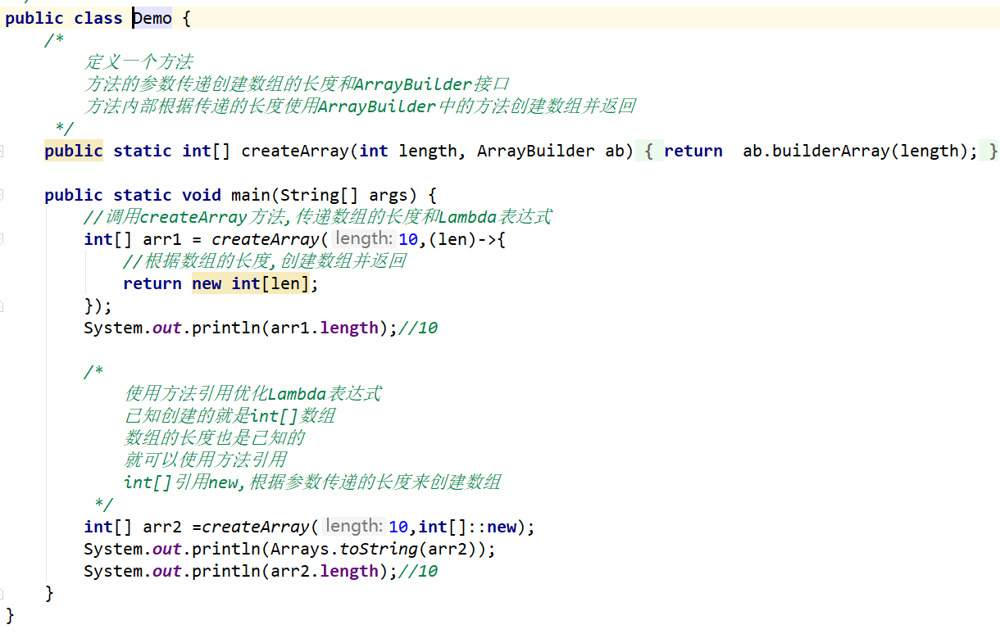 public class Demo {
/*
定义一个方法
方法的参数传递创建数组的长度和ArrayBuilder接口
方法内部根据传递的长度使用ArrayBuilder中的方法创建数组并返回
*/
public static int[] createArray(int length, ArrayBuilder ab) { return  ab.builderArray(length); }
public static void main(String[] args) {
//调用createArray方法,传递数组的长度和Lambda表达式
int[] arr1 = createArray( length: 10,(len)->{
//根据数组的长度,创建数组并返回
return new int[len];
});
System.out.println(arr1.length);//10
/*
使用方法引用优化Lambda表达式
已知创建的就是int[]数组
数组的长度也是已知的
就可以使用方法引用
int[]引用new,根据参数传递的长度来创建数组
*/
int[] arr2 =createArray( length: 10,int[]::new);
System.out.println(Arrays.toString(arr2));
System.out.println(arr2.length);//10
}
}